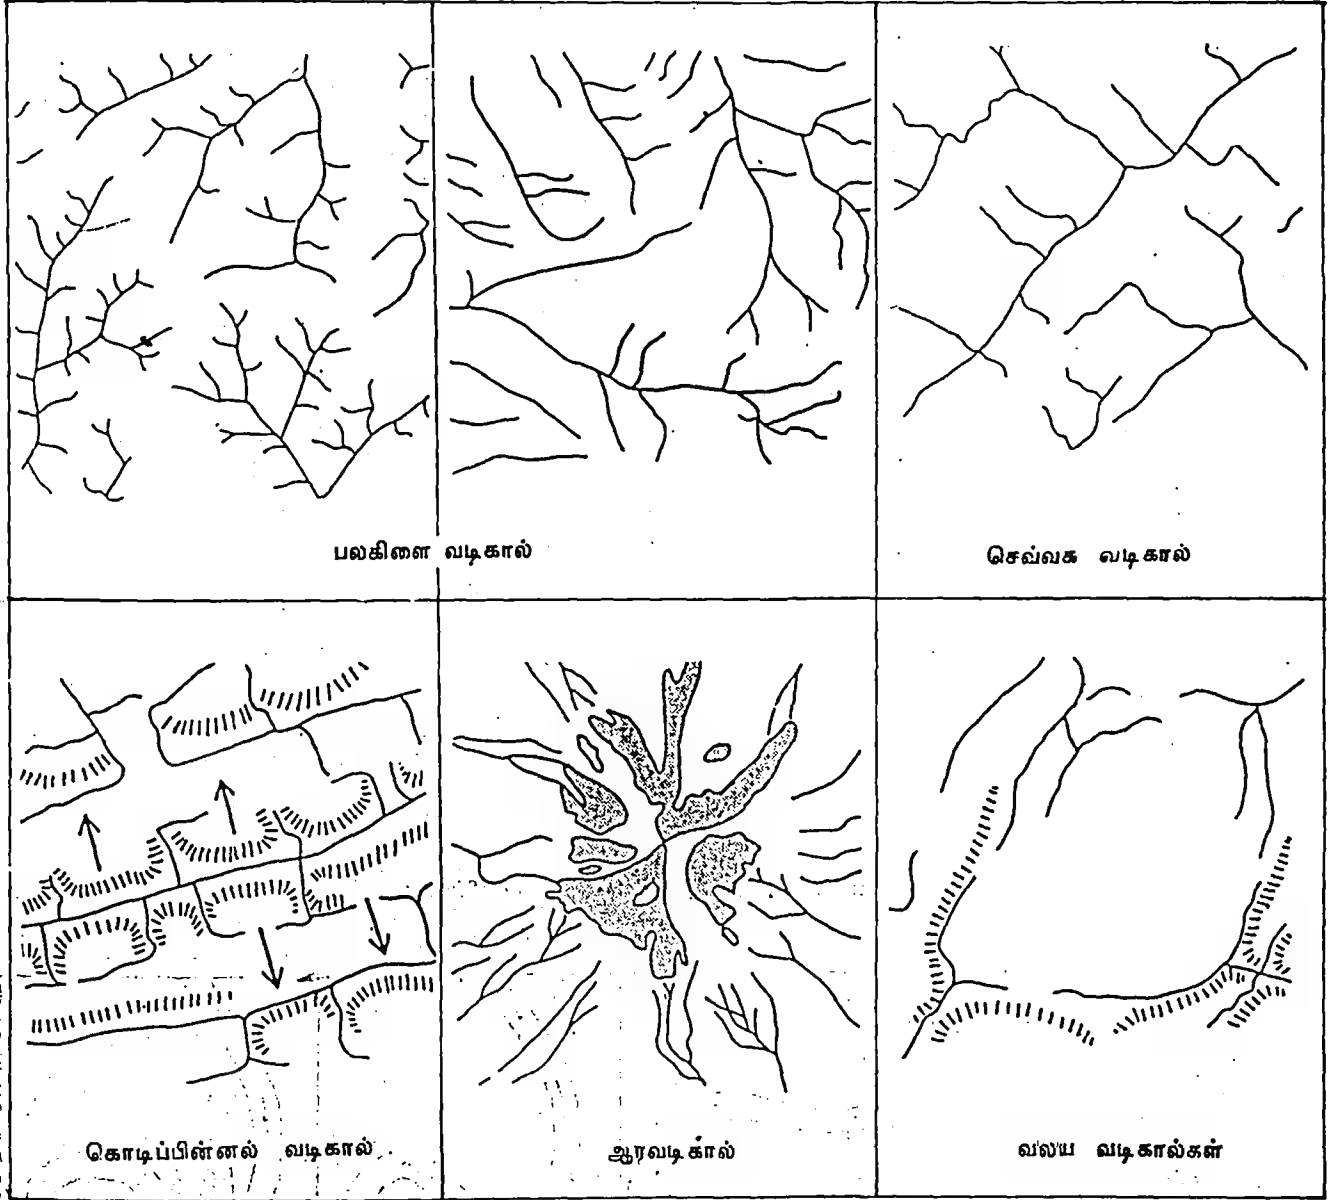 பலகிளை வடிகால்
செவ்வக வடிகால்
கொடிப்பின்னல் வடிகால்
ஆரவடிகால்
வலய வடிகால்கள்